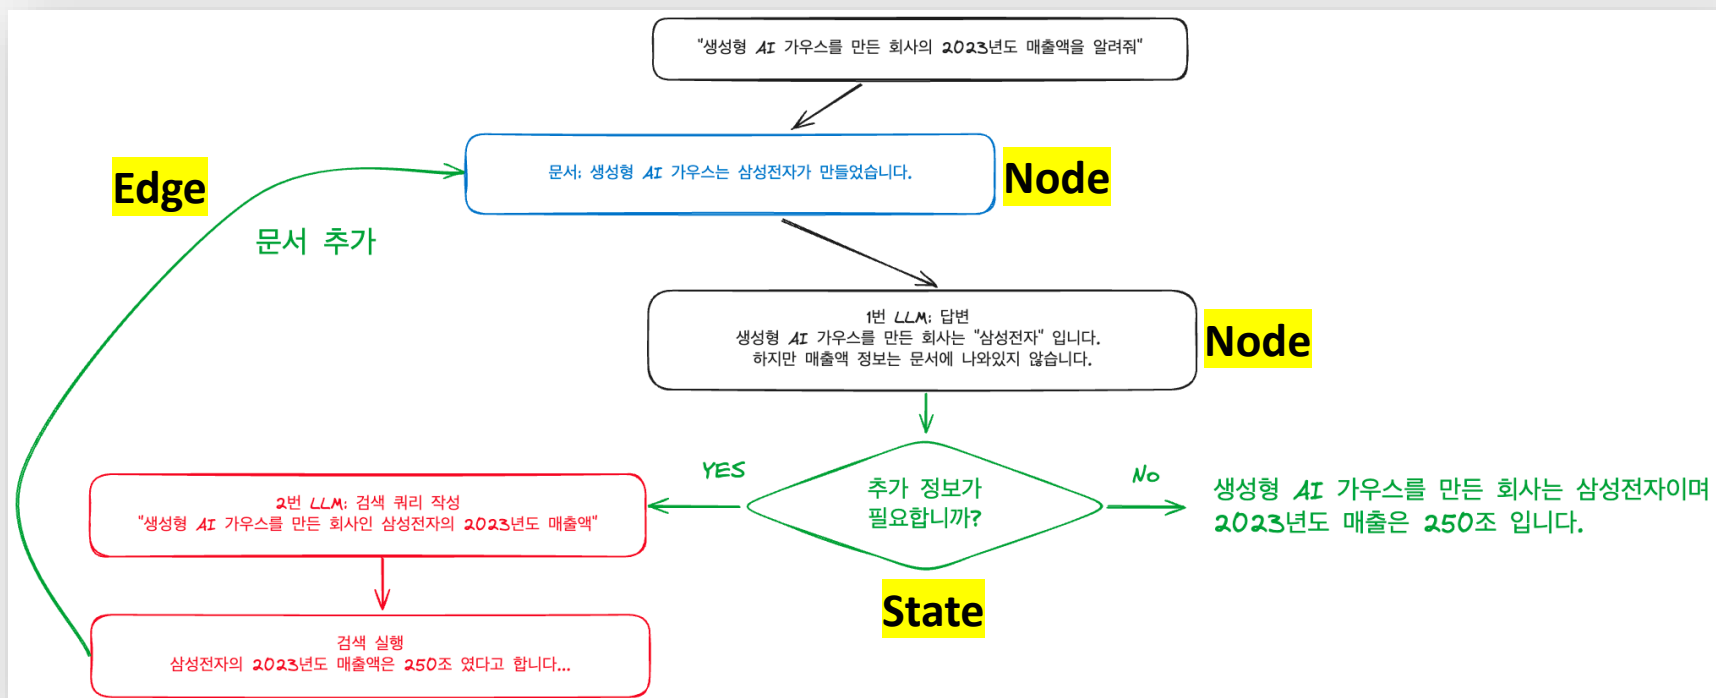 "생성형 AI 가우스를 만든 회사의 2023년도 매출액을 알려줘"
Edge
문서: 생성형 AI 가우스는 삼성전자가 만들었습니다.
Node
문서 추가
1번 LLM: 답변
생성형 AI 가우스를 만든 회사는 "삼성전자" 입니다.
하지만 매출액 정보는 문서에 나와있지 않습니다.
Node
YES
추가 정보가
필요합니까?
NO
생성형 AI 가우스를 만든 회사는 삼성전자이며
2023년도 매출은 250조 입니다.
2번 LLM: 검색 쿼리 작성
"생성형 AI 가우스를 만든 회사인 삼성전자의 2023년도 매출액"
State
검색 실행
삼성전자의 2023년도 매출액은 250조 였다고 합니다...